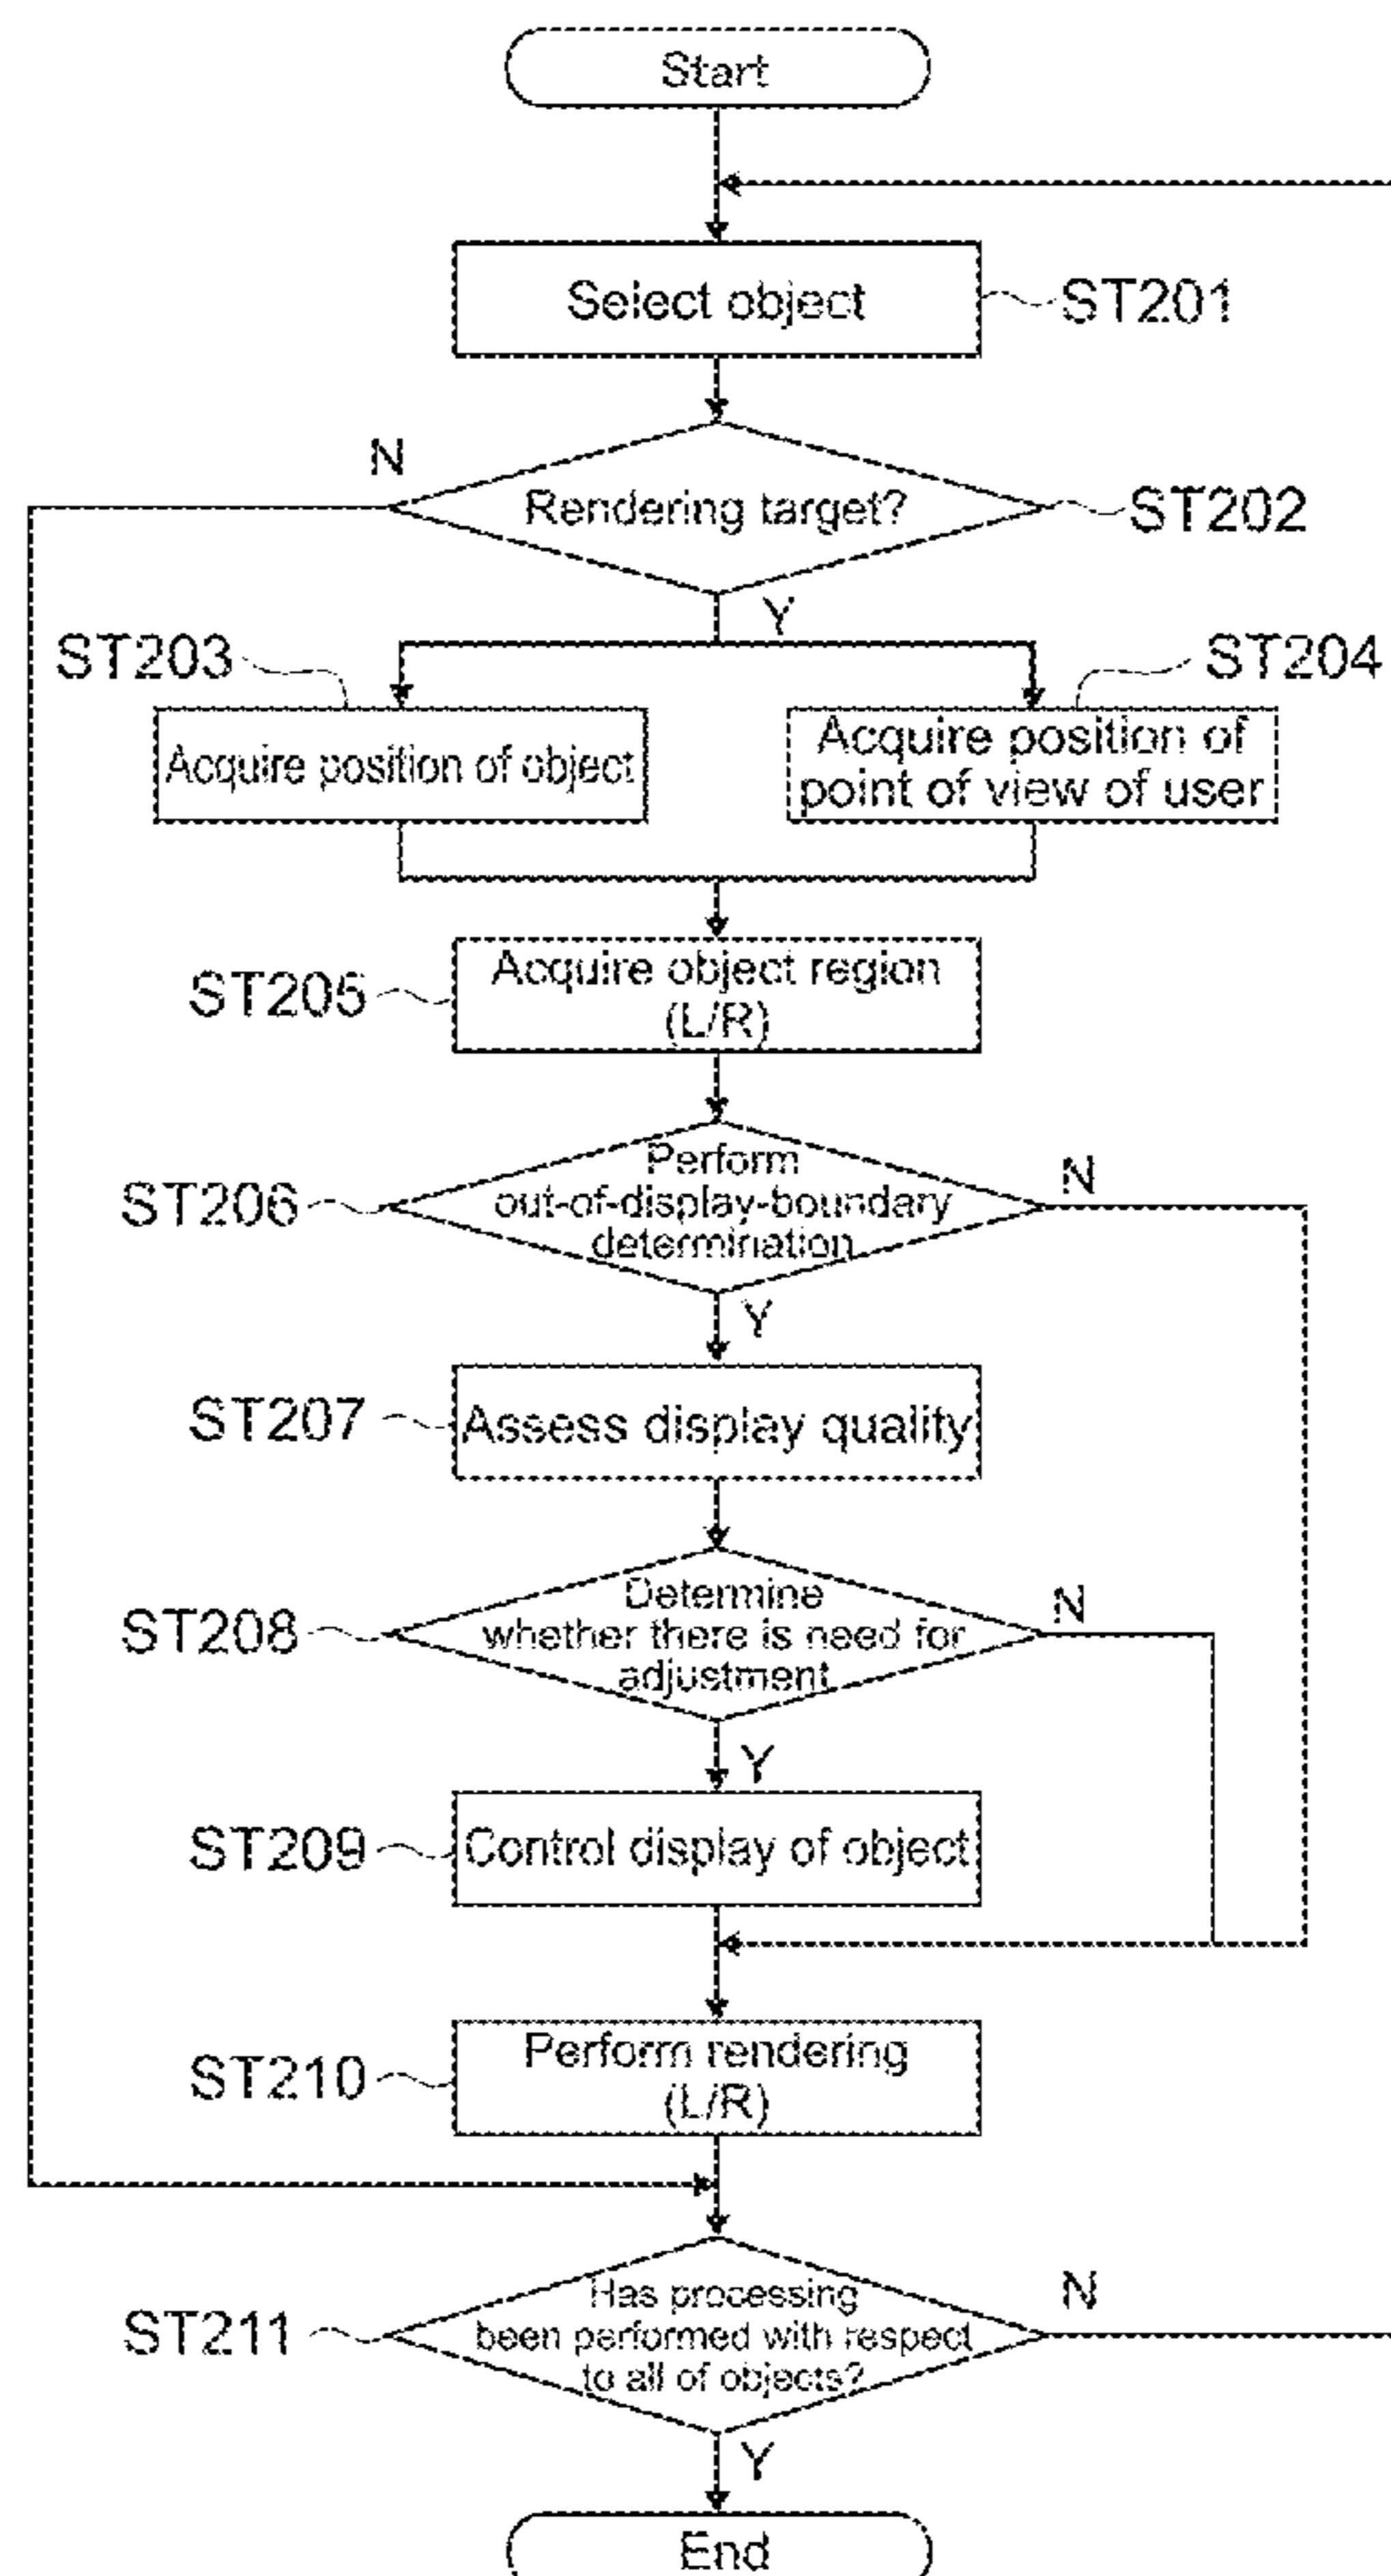 Start
Select object
ST201
N
Rendering target?
ST202
Y
ST203
ST204
Acquire position of object
Acquire position of
point of view of user
ST205
Acquire object region
(L/R)
ST206
Perform
out-of-display-boundary
determination
N
Y
ST207
Assess display quality
ST208
Determine
whether there is need for
adjustment
N
Y
ST209
Control display of object
ST210
Perform rendering
(L/R)
ST211
Has processing
been performed with respect
to all of objects?
N
Y
End